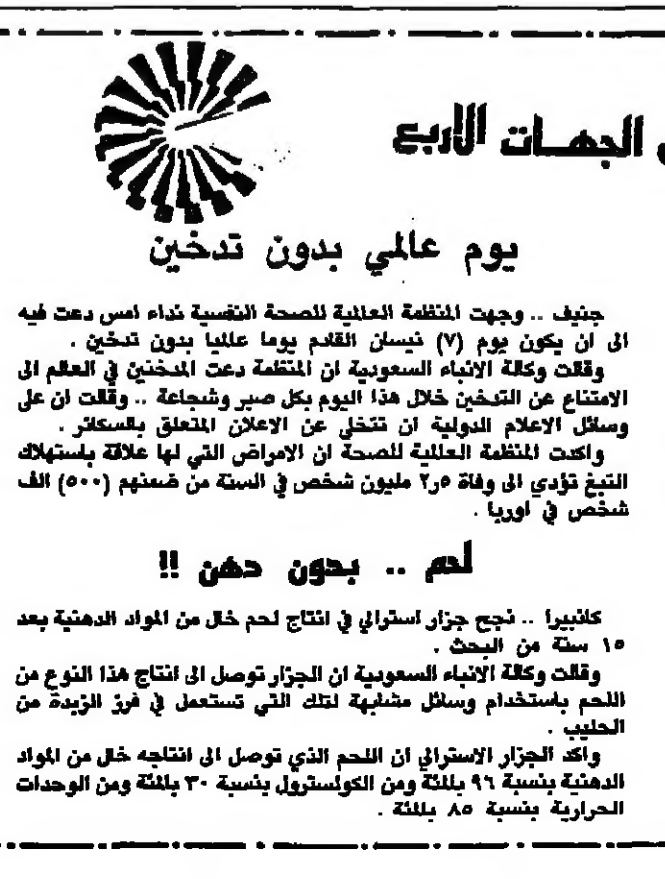 الجهات الاربع
يوم عالمي بدون تدخين
جنيف .. وجهت المنظمة العالمية للصحة النفسية نداء امس دعت فيه
الى ان يكون يوم (٧) نيسان القادم يوما عالميا بدون تدخين .
وقالت وكالة الانباء السعودية ان المنظمة دعت المدخنين في العالم الى
الامتناع عن التدخين خلال هذا اليوم بكل صبر وشجاعة .. وقالت ان على
وسائل الاعلام الدولية ان تتخلى عن الاعلان المتعلق بالسكائر .
واكدت المنظمة العالمية للصحة ان الامراض التي لها علاقة باستهلاك
التبغ تؤدي الى وفاة ٥ر٢ مليون شخص في السنة من ضمنهم (٥٠٠) الف
شخص في اوربا .
لحم .. بدون دهن !!
كانبيرا .. نجح جزار استرالي في انتاج لحم خال من المواد الدهنية بعد
١٥ سنة من البحث .
وقالت وكالة الانباء السعودية ان الجزار توصل الى انتاج هذا النوع من
اللحم باستخدام وسائل مشابهة لتلك التي تستعمل في فرز الزبدة من
الحليب .
واكد الجزار الاسترالي ان اللحم الذي توصل الى انتاجه خال من المواد
الدهنية بنسبة ٩٦ بالمئة ومن الكولسترول بنسبة ٣٠ بالمئة ومن الوحدات
الحرارية بنسبة ٨٥ بالمئة .